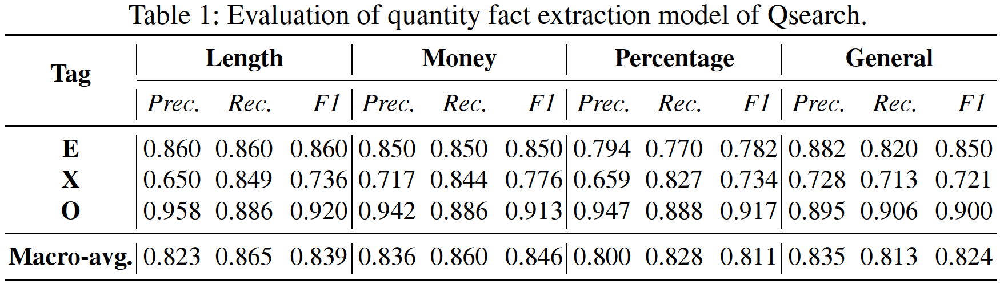 Table 1: Evaluation of quantity fact extraction model of Qsearch.
Tag Length Money Percentage General
Prec. Rec. F1 Prec. Rec. F1 Prec. Rec. F1 Prec. Rec. F1
E 0.860 0.860 0.860 0.850 0.850 0.850 0.794 0.770 0.782 0.882 0.820 0.850
X 0.650 0.849 0.736 0.717 0.844 0.776 0.659 0.827 0.734 0.728 0.713 0.721
O 0.958 0.886 0.920 0.942 0.886 0.913 0.947 0.888 0.917 0.895 0.906 0.900
Macro-avg. 0.823 0.865 0.839 0.836 0.860 0.846 0.800 0.828 0.811 0.835 0.813 0.824